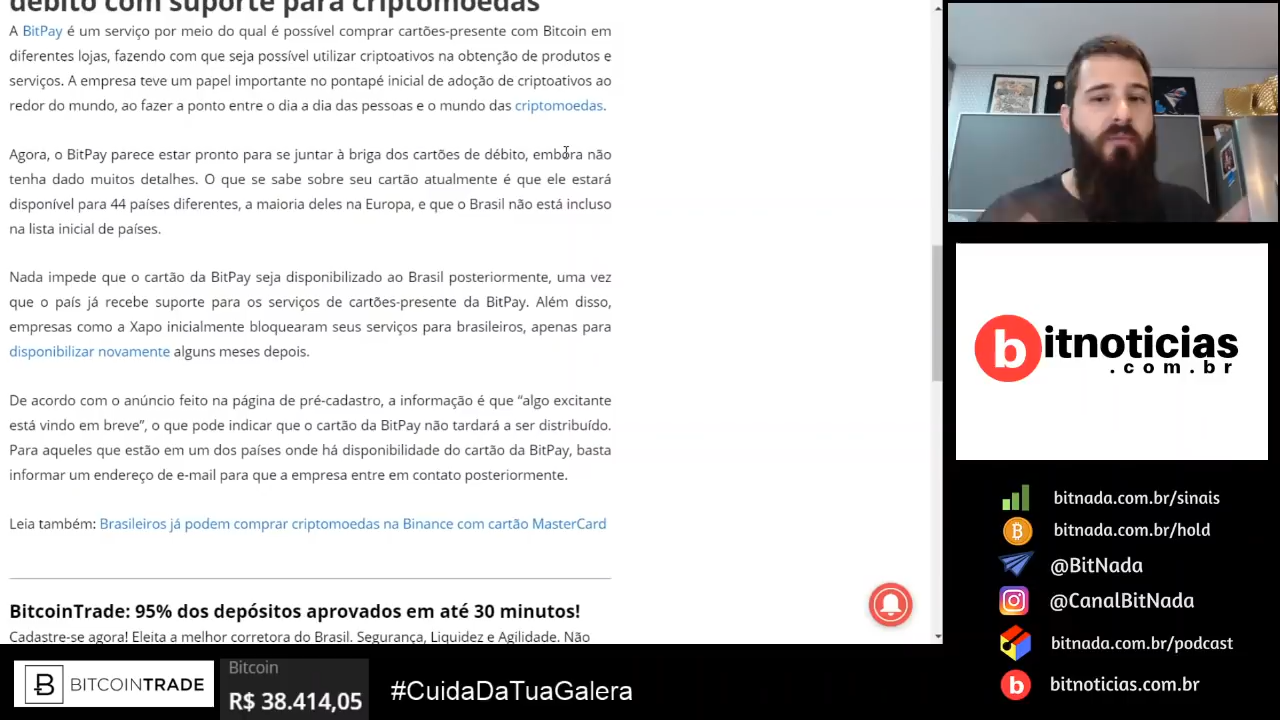 débito com suporte para criptomoedas
A BitPay é um serviço por meio do qual é possível comprar cartões-presente com Bitcoin em
diferentes lojas, fazendo com que seja possível utilizar criptoativos na obtenção de produtos e
serviços. A empresa teve um papel importante no pontapé inicial de adoção de criptoativos ao
redor do mundo, ao fazer a ponto entre o dia a dia das pessoas e o mundo das criptomoedas.
Agora, o BitPay parece estar pronto para se juntar à briga dos cartões de débito, embora não
tenha dado muitos detalhes. O que se sabe sobre seu cartão atualmente é que ele estará
disponível para 44 países diferentes, a maioria deles na Europa, e que o Brasil não está incluso
na lista inicial de países.
Nada impede que o cartão da BitPay seja disponibilizado ao Brasil posteriormente, uma vez
que o país já recebe suporte para os serviços de cartões-presente da BitPay. Além disso,
empresas como a Xapo inicialmente bloquearam seus serviços para brasileiros, apenas para
disponibilizar novamente alguns meses depois.
De acordo com o anúncio feito na página de pré-cadastro, a informação é que “algo excitante
está vindo em breve”, o que pode indicar que o cartão da BitPay não tardará a ser distribuído.
Para aqueles que estão em um dos países onde há disponibilidade do cartão da BitPay, basta
informar um endereço de e-mail para que a empresa entre em contato posteriormente.
Leia também: Brasileiros já podem comprar criptomoedas na Binance com cartão MasterCard
BitcoinTrade: 95% dos depósitos aprovados em até 30 minutos!
Cadastre-se agora! Eleita a melhor corretora do Brasil. Segurança, Liquidez e Agilidade. Não
bitnoticias
.com.br
bitnada.com.br/sinais
bitnada.com.br/hold
@BitNada
@CanalBitNada
bitnada.com.br/podcast
bitnoticias.com.br
BITCOINTRADE
Bitcoin
R$ 38.414,05
#CuidaDaTuaGalera